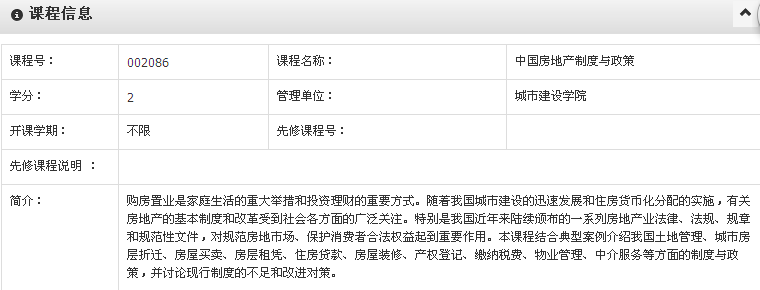 课程信息
课程号： 002086 课程名称： 中国房地产制度与政策
学分： 2 管理单位： 城市建设学院
开课学期： 不限 先修课程号：
先修课程说明 ：
简介： 购房置业是家庭生活的重大举措和投资理财的重要方式。随着我国城市建设的迅速发展和住房货币化分配的实施，有关
房地产的基本制度和改革受到社会各方面的广泛关注。特别是我国近年来陆续颁布的一系列房地产业法律、法规、规章
和规范性文件，对规范房地市场、保护消费者合法权益起到重要作用。本课程结合典型案例介绍我国土地管理、城市房
层折迁、房屋买卖、房层租凭、住房贷款、房屋装修、产权登记、缴纳税费、物业管理、中介服务等方面的制度与政
策，并讨论现行制度的不足和改进对策。